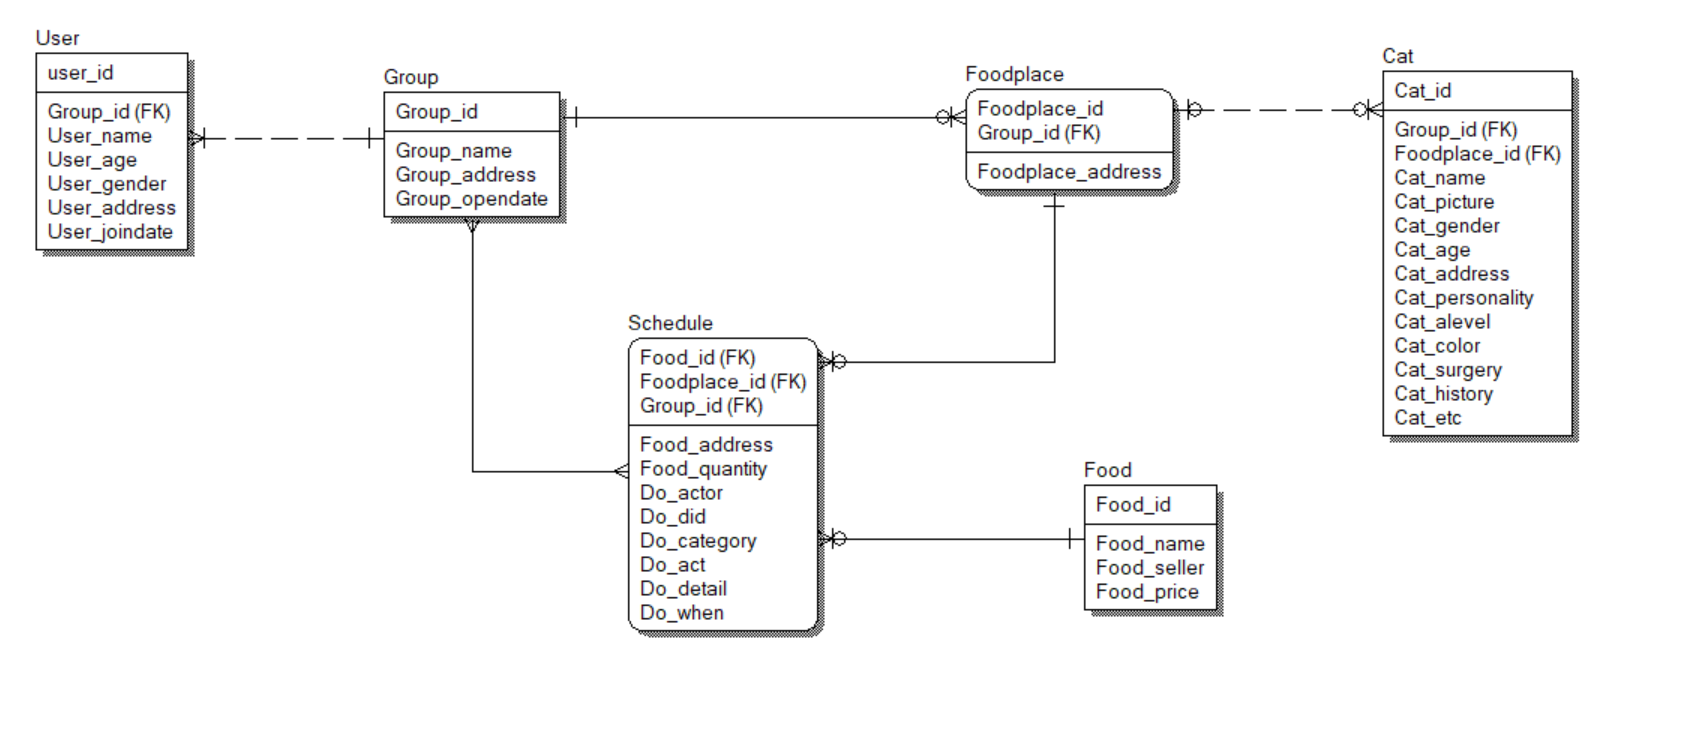 User
user_id
Group_id (FK)
User_name
User_age
User_gender
User_address
User_joindate
Group
Group_id
Group_name
Group_address
Group_opendate
Foodplace
Foodplace_id
Group_id (FK)
Foodplace_address
Cat
Cat_id
Group_id (FK)
Foodplace_id (FK)
Cat_name
Cat_picture
Cat_gender
Cat_age
Cat_address
Cat_personality
Cat_alevel
Cat_color
Cat_surgery
Cat_history
Cat_etc
Schedule
Food_id (FK)
Foodplace_id (FK)
Group_id (FK)
Food_address
Food_quantity
Do_actor
Do_did
Do_category
Do_act
Do_detail
Do_when
Food
Food_id
Food_name
Food_seller
Food_price